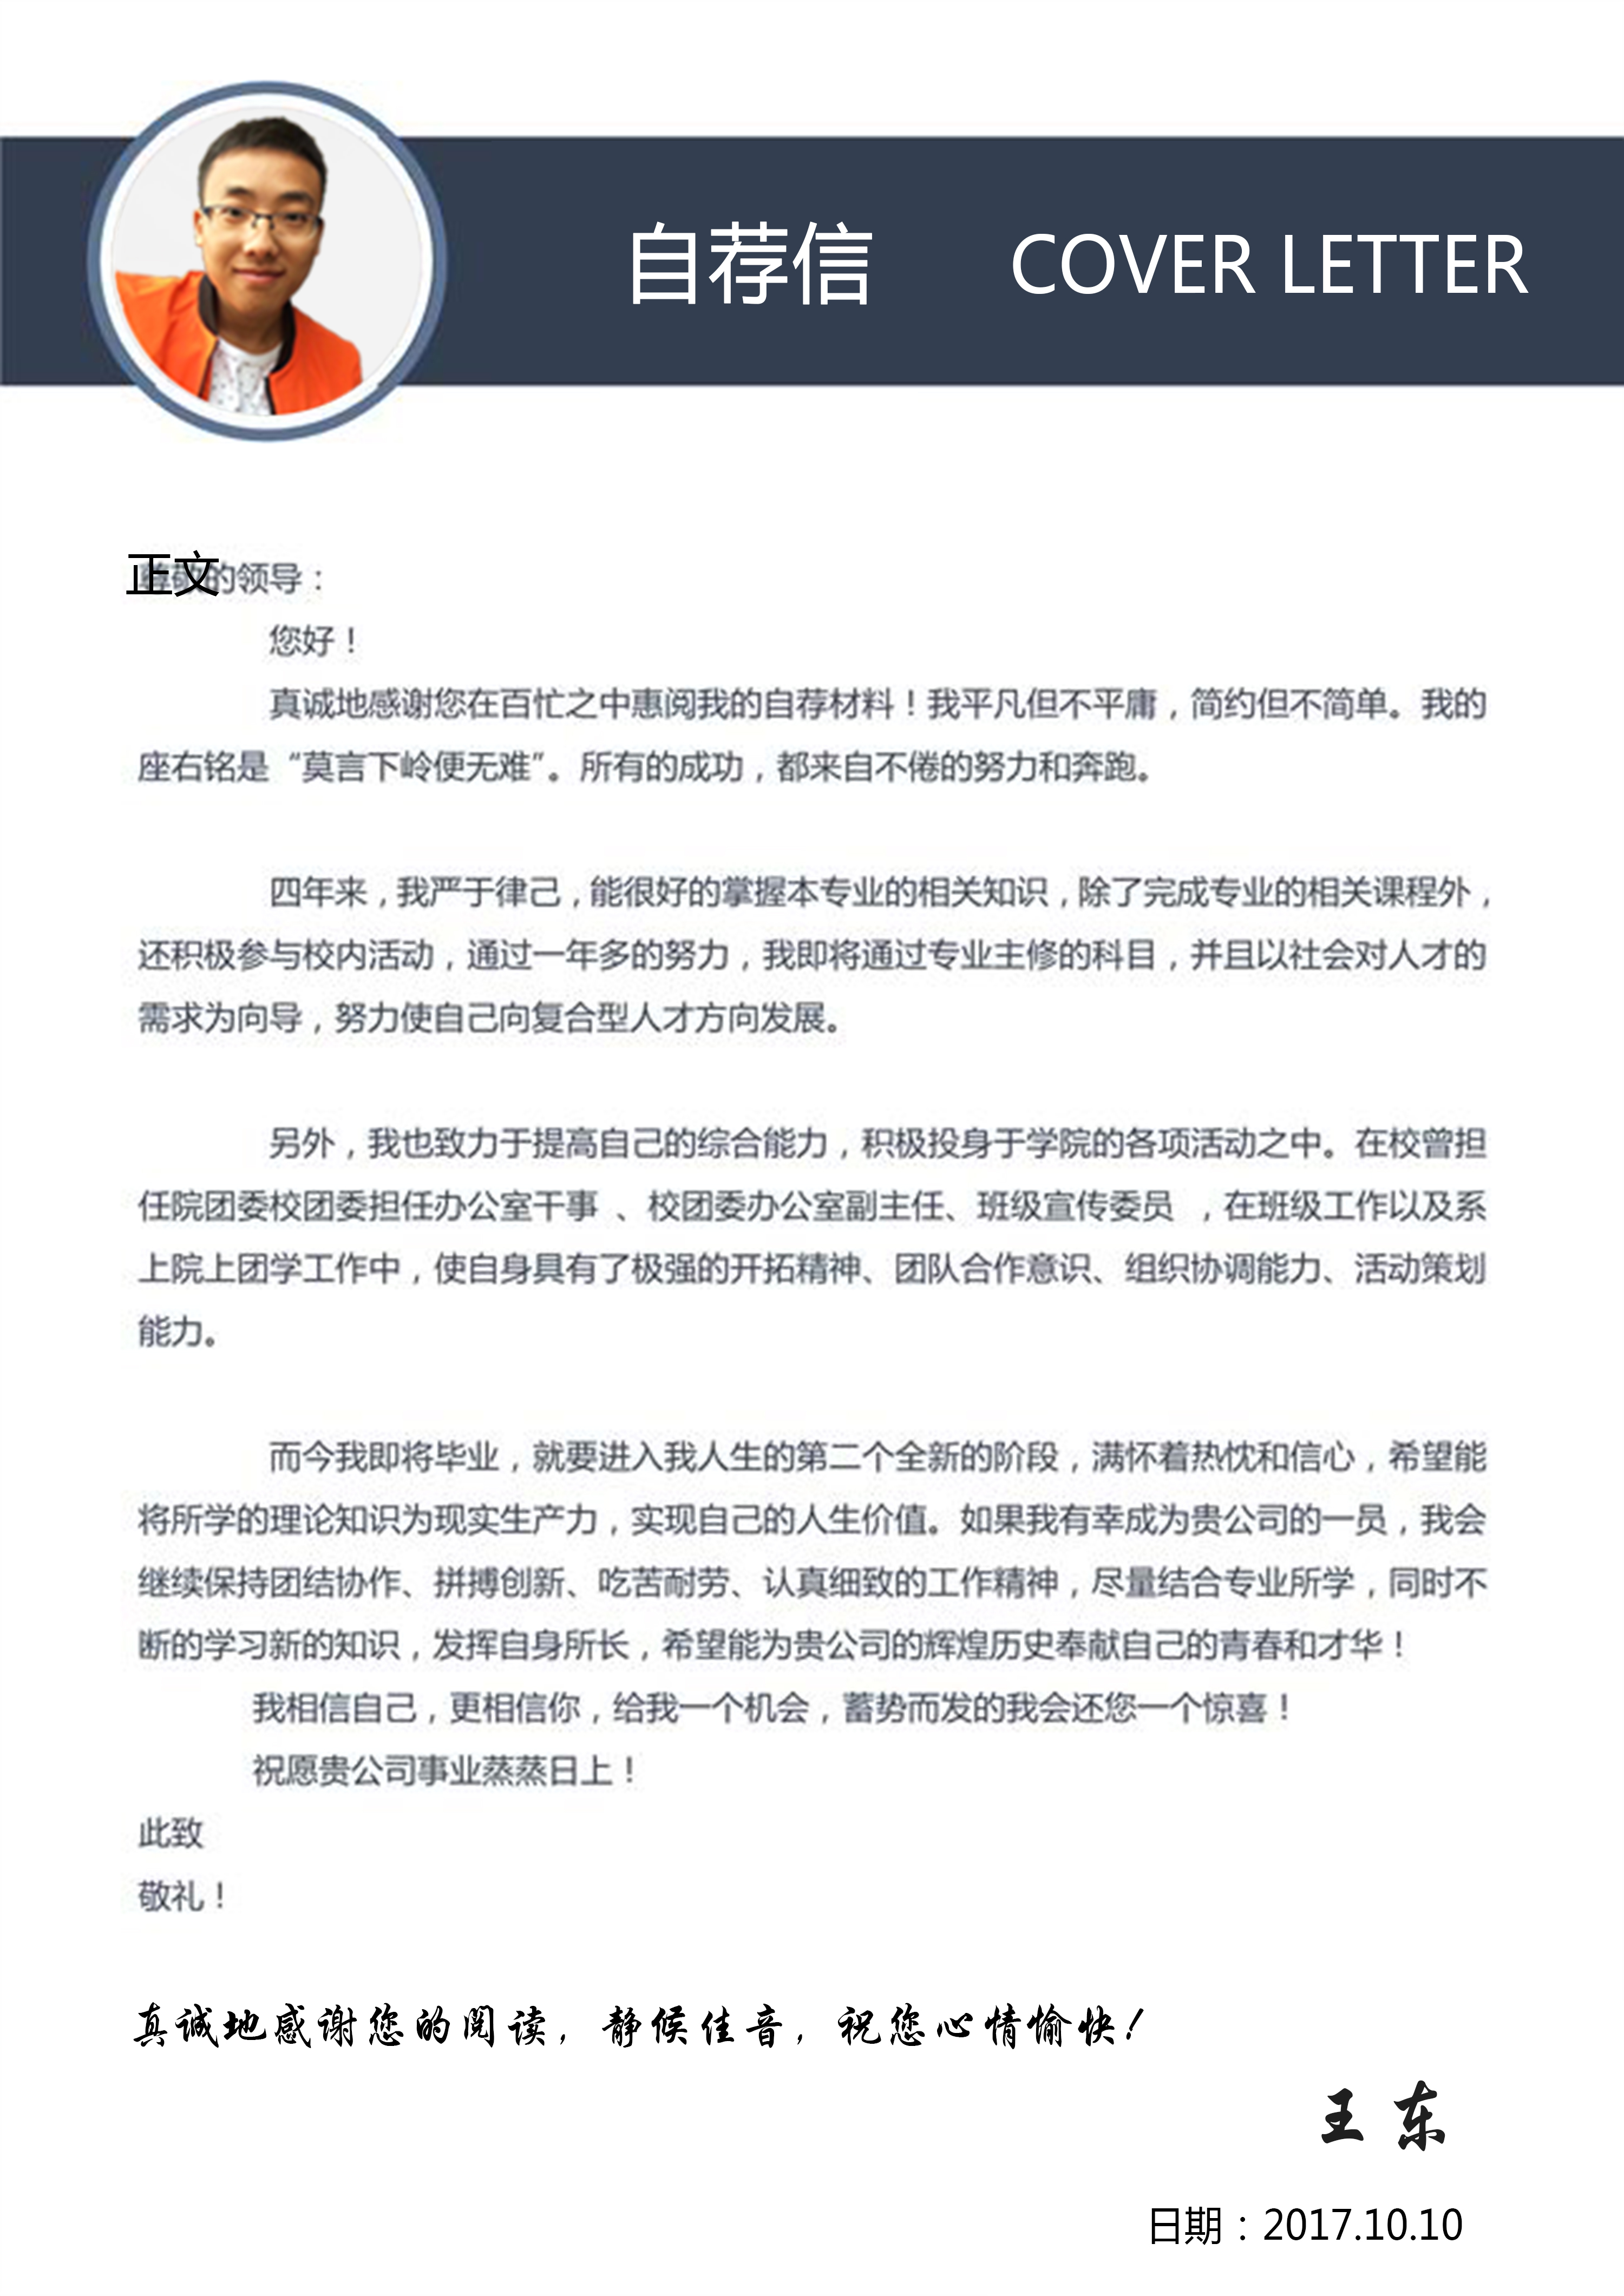 自荐信 COVER LETTER
正文
尊敬的领导：
您好！
真诚地感谢您在百忙之中惠阅我的自荐材料！我平凡但不平庸，简约但不简单。我的
座右铭是“莫言下岭便无难”。所有的成功，都来自不倦的努力和奔跑。
四年来，我严于律己，能很好的掌握本专业的相关知识，除了完成专业的相关课程外，
还积极参与校内活动，通过一年多的努力，我即将通过专业主修的科目，并且以社会对人才的
需求为向导，努力使自己向复合型人才方向发展。
另外，我也致力于提高自己的综合能力，积极投身于学院的各项活动之中。在校曾担
任院团委校团委担任办公室干事 、校团委办公室副主任、班级宣传委员 ，在班级工作以及系
上院上团学工作中，使自身具有了极强的开拓精神、团队合作意识、组织协调能力、活动策划
能力。
而今我即将毕业，就要进入我人生的第二个全新的阶段，满怀着热忱和信心，希望能
将所学的理论知识为现实生产力，实现自己的人生价值。如果我有幸成为贵公司的一员，我会
继续保持团结协作、拼搏创新、吃苦耐劳、认真细致的工作精神，尽量结合专业所学，同时不
断的学习新的知识，发挥自身所长，希望能为贵公司的辉煌历史奉献自己的青春和才华！
我相信自己，更相信你，给我一个机会，蓄势而发的我会还您一个惊喜！
祝愿贵公司事业蒸蒸日上！
此致
敬礼！
真诚地感谢您的阅读，静候佳音，祝您心情愉快！
王 东
日期：2017.10.10